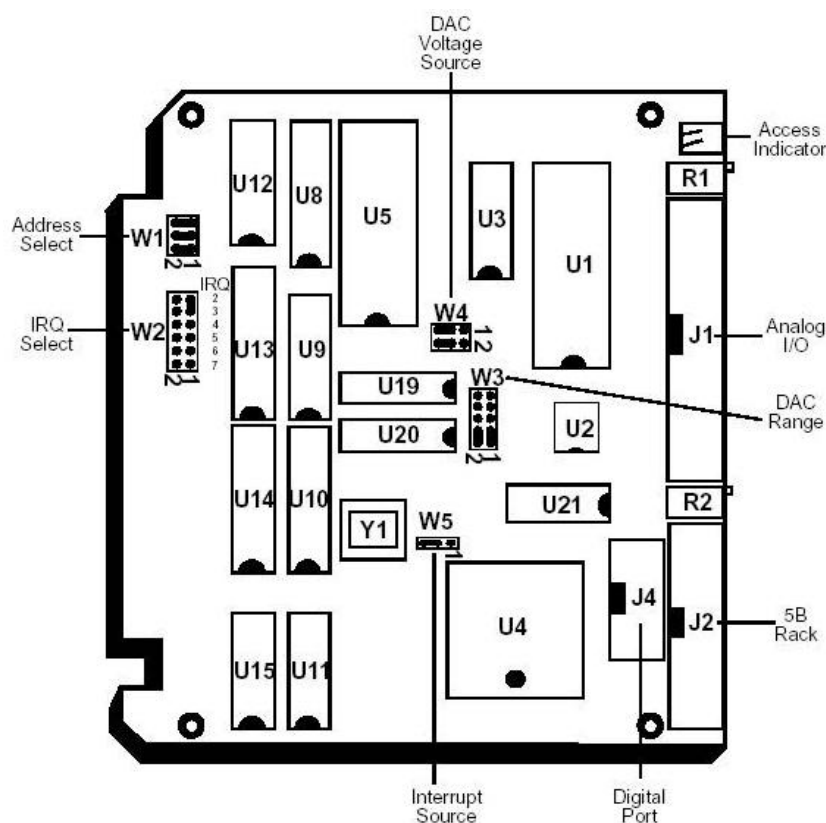 DAC
Voltage
Source
Access
Indicator
R1
U12
U8
U5
U3
U1
Address
Select
W1
2 1
IRQ
2
3
4
5
6
7
IRQ
Select
W2
2 1
W4
1
2
J1
Analog
I/O
U13
U9
U19
W3
2 1
DAC
Range
U20
U2
U14
U10
Y1
W5
1
U21
R2
U4
J4
J2
5B
Rack
U15
U11
Interrupt
Source
Digital
Port